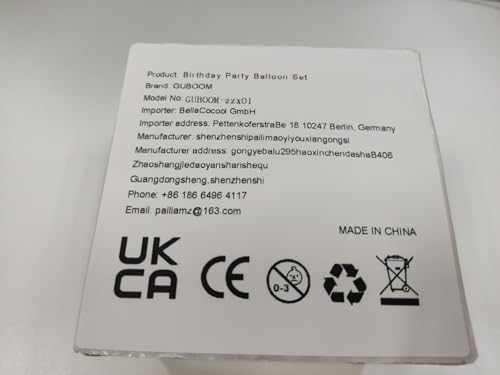 Product: Birthday Party Balloon Set
Brand: GUBOOM
Model No: GUBOOM-zzx01
Importer: BellaCocool GmbH
Importer address: PettenkoferstraBe 18 10247 Berlin, Germany
Manufacturer: shenzhenshipailimaoyiyouxiangongsi
Manufacturer address: gongyebalu295haoxinchendashaB406
Zhaoshangjiedaoyanshanshequ
Guangdongsheng,shenzhenshi
Phone: +86 186 6496 4117
Email: pailiamz@163.com
MADE IN CHINA
UK
CA
CE
0-3